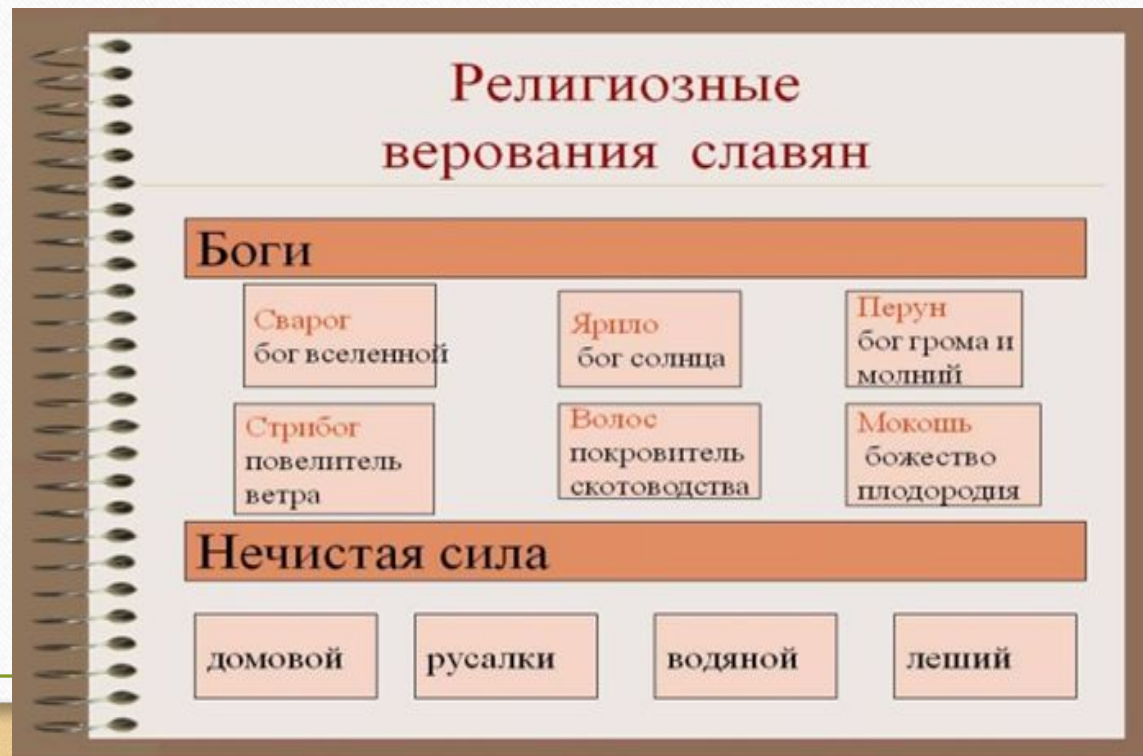 Религиозные
верования славян
Боги
Сварог
бог вселенной
Ярило
бог солнца
Перун
бог грома и
молний
Стрибог
повелитель
ветра
Волос
покровитель
скотоводства
Мокошь
божество
плодородия
Нечистая сила
домовой
русалки
водяной
леший